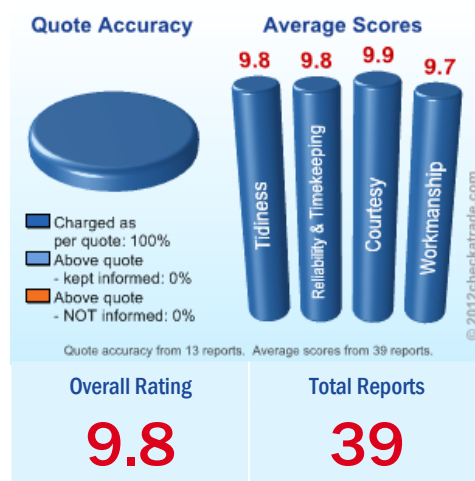 Quote Accuracy
Average Scores
9.8
9.8
9.9
9.7
Tidiness
Reliability & Timekeeping
Courtesy
Workmanship
Charged as
per quote: 100%
Above quote
- kept informed: 0%
Above quote
- NOT informed: 0%
© 2012checkatrade.com
Quote accuracy from 13 reports. Average scores from 39 reports.
Overall Rating
Total Reports
9.8
39